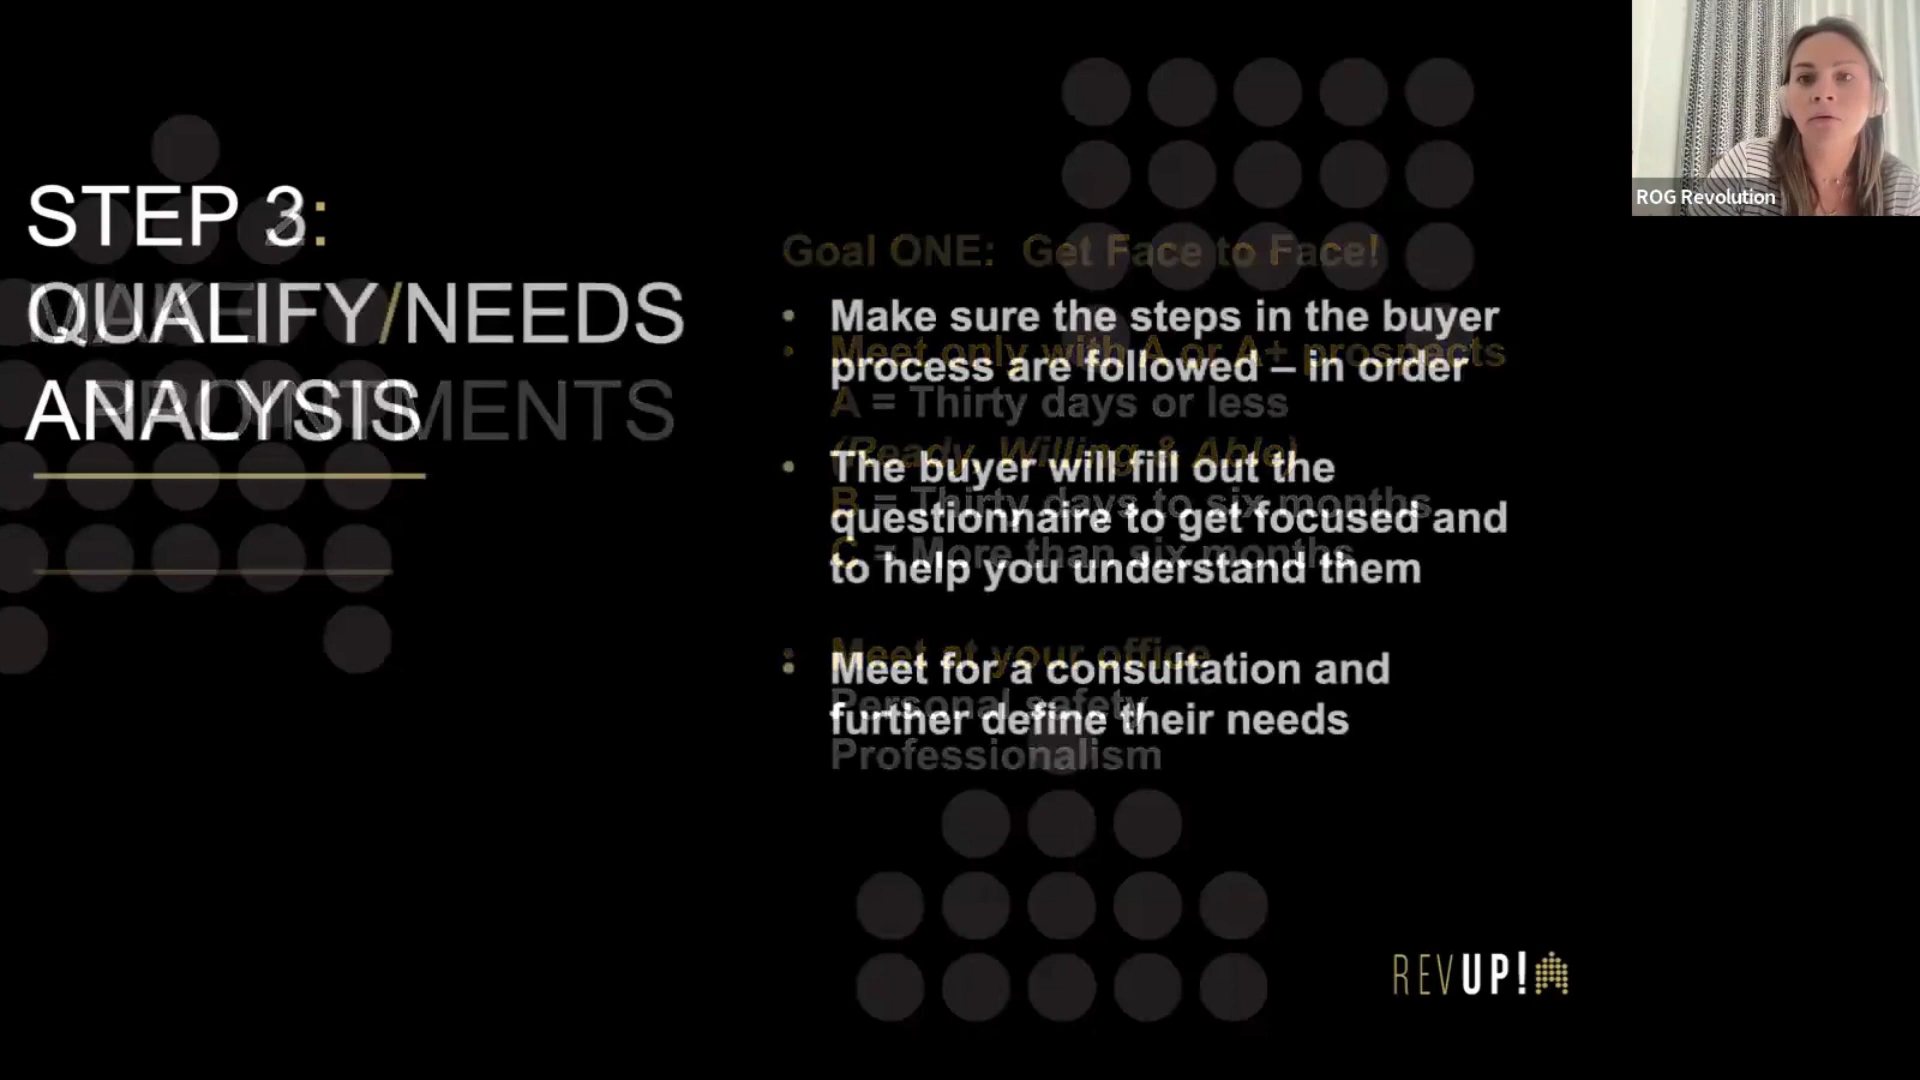 STEP 3:
QUALIFY/NEEDS
ANALYSIS
MAKE
APPOINTMENTS
Goal ONE: Get Face to Face!
• Make sure the steps in the buyer
process are followed – in order
• The buyer will fill out the
questionnaire to get focused and
to help you understand them
• Meet for a consultation and
further define their needs
• Meet only with A or A+ prospects
A = Thirty days or less
(Ready, Willing & Able)
B = Thirty days to six months
C = More than six months
• Meet at your office
Personal safety
Professionalism
ROG Revolution
REVUP!